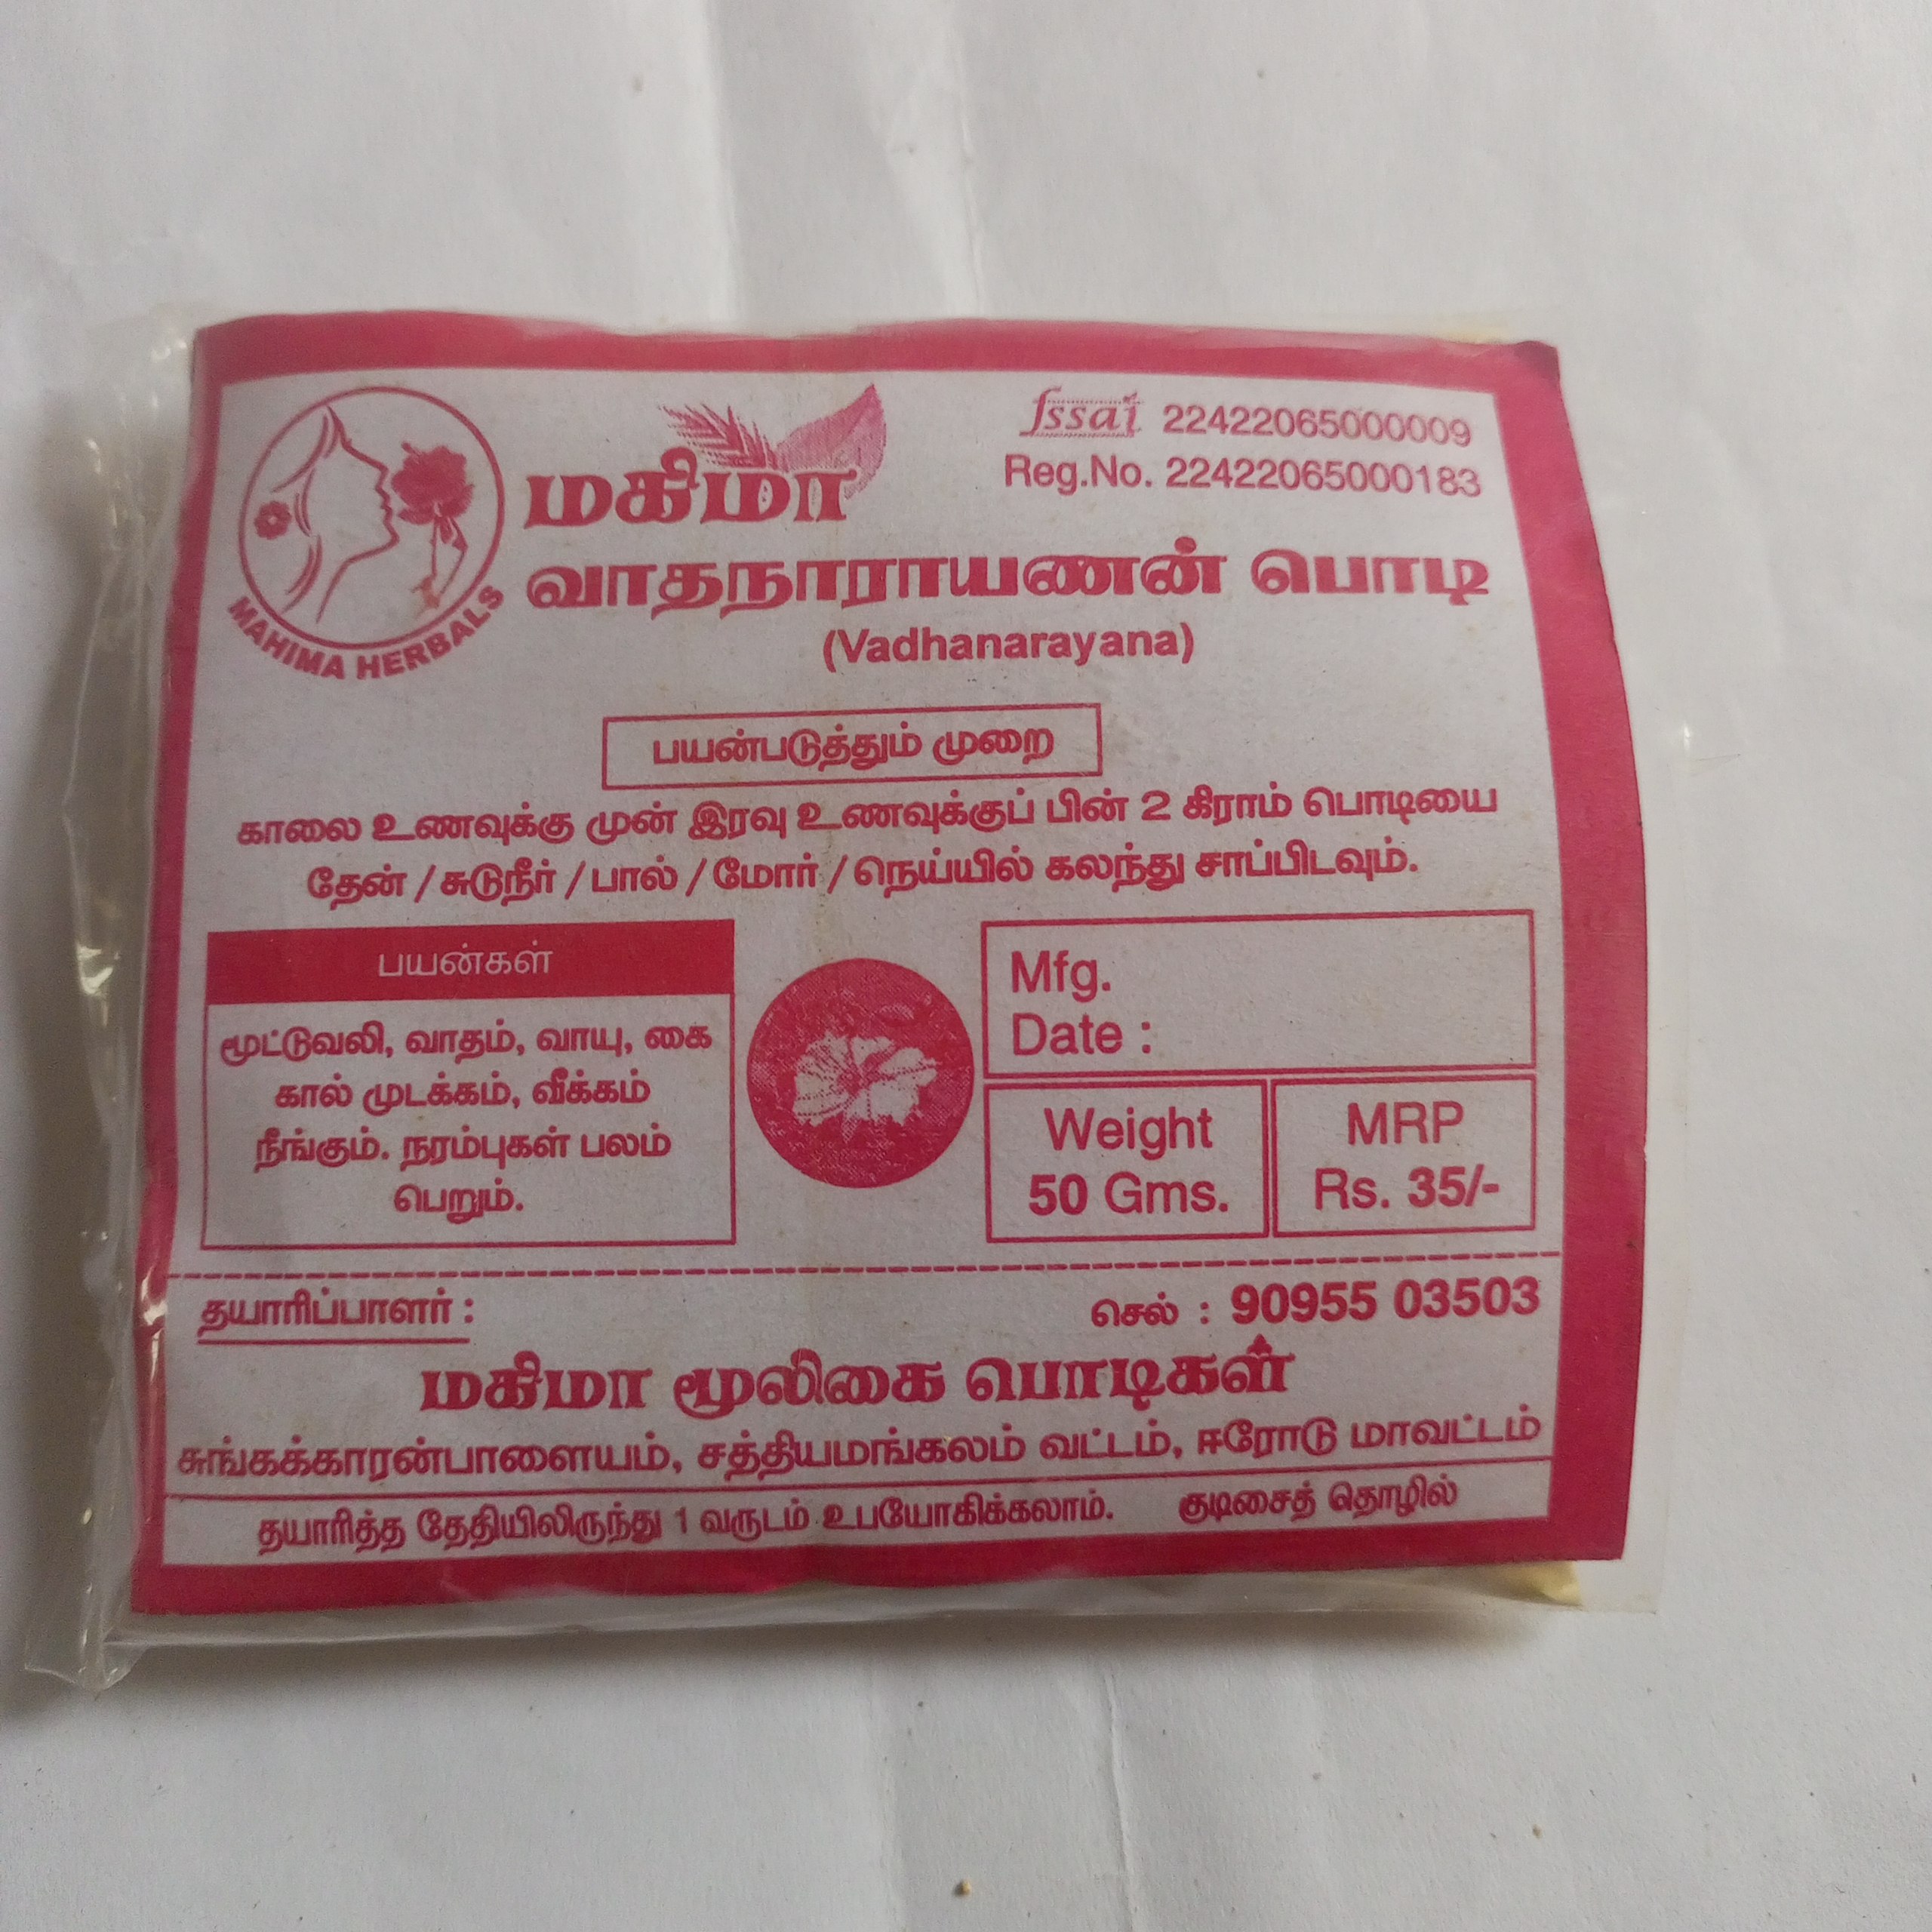 MAHIMA HERBALS
fssai 22422065000009
Reg.No. 22422065000183
மகிமா
வாதநாராயணன் பொடி
(Vadhanarayana)
பயன்படுத்தும் முறை
காலை உணவுக்கு முன் இரவு உணவுக்குப் பின் 2 கிராம் பொடியை
தேன் / சுடுநீர் / பால் / மோர் / நெய்யில் கலந்து சாப்பிடவும்.
பயன்கள்
மூட்டுவலி, வாதம், வாயு, கை
கால் முடக்கம், வீக்கம்
நீங்கும். நரம்புகள் பலம்
பெறும்.
Mfg.
Date :
Weight
50 Gms.
MRP
Rs. 35/-
தயாரிப்பாளர் :
செல் : 90955 03503
மகிமா மூலிகை பொடிகள்
சுங்கக்காரன்பாளையம், சத்தியமங்கலம் வட்டம், ஈரோடு மாவட்டம்
தயாரித்த தேதியிலிருந்து 1 வருடம் உபயோகிக்கலாம். குடிசைத் தொழில்